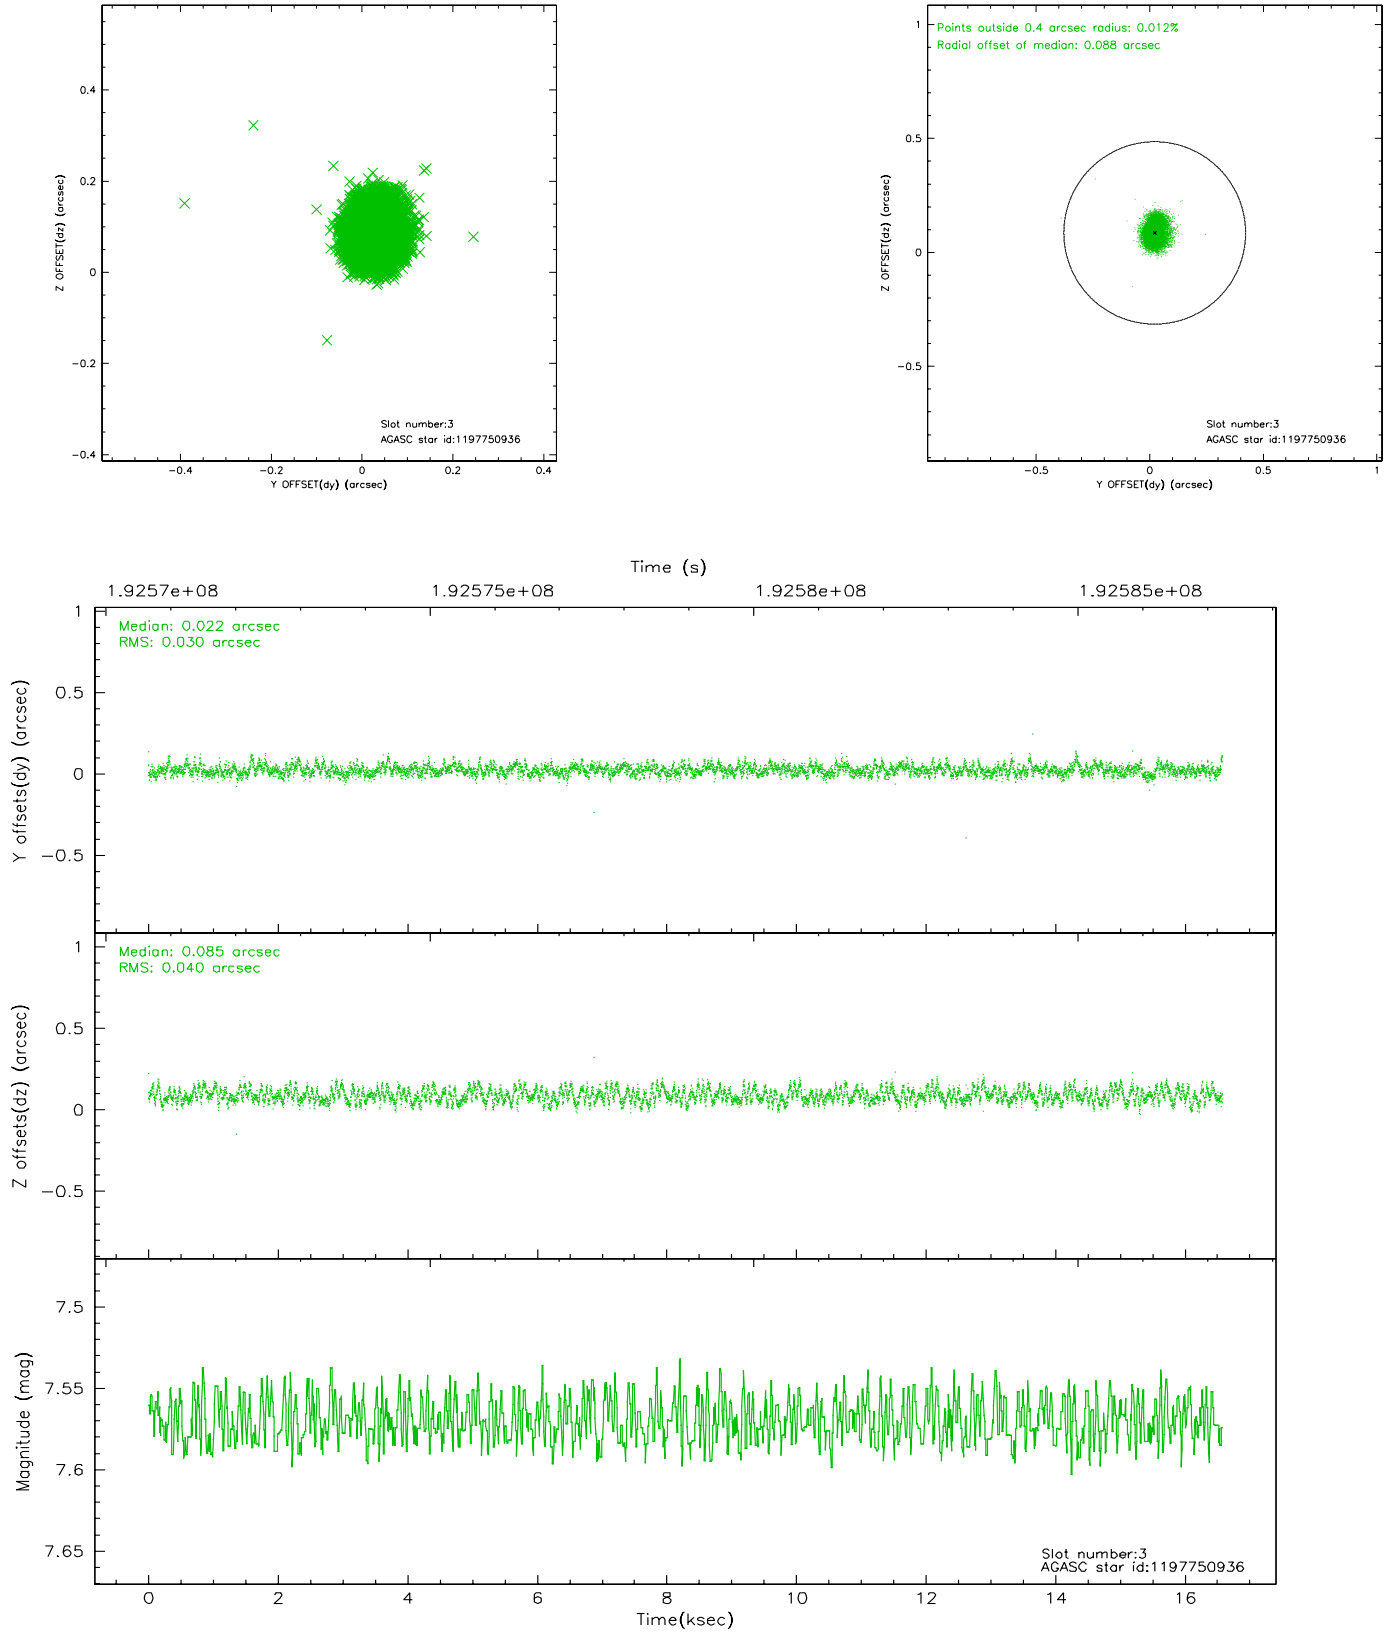 0.4
0.2
0
−0.2
−0.4
Z OFFSET(dz) (arcsec)
−0.4
−0.2
0
0.2
0.4
Y OFFSET(dy) (arcsec)
Slot number:3
AGASC star id:1197750936
Points outside 0.4 arcsec radius: 0.012%
Radial offset of median: 0.088 arcsec
1
0.5
0
−0.5
Z OFFSET(dz) (arcsec)
−0.5
0
0.5
1
Y OFFSET(dy) (arcsec)
Slot number:3
AGASC star id:1197750936
Time (s)
1.9257e+08
1.92575e+08
1.9258e+08
1.92585e+08
Median: 0.022 arcsec
RMS: 0.030 arcsec
1
0.5
0
−0.5
Y offsets(dy) (arcsec)
Median: 0.085 arcsec
RMS: 0.040 arcsec
1
0.5
0
−0.5
Z offsets(dz) (arcsec)
7.5
7.55
7.6
7.65
Magnitude (mag)
Slot number:3
AGASC star id:1197750936
0
2
4
6
8
10
12
14
16
Time(ksec)